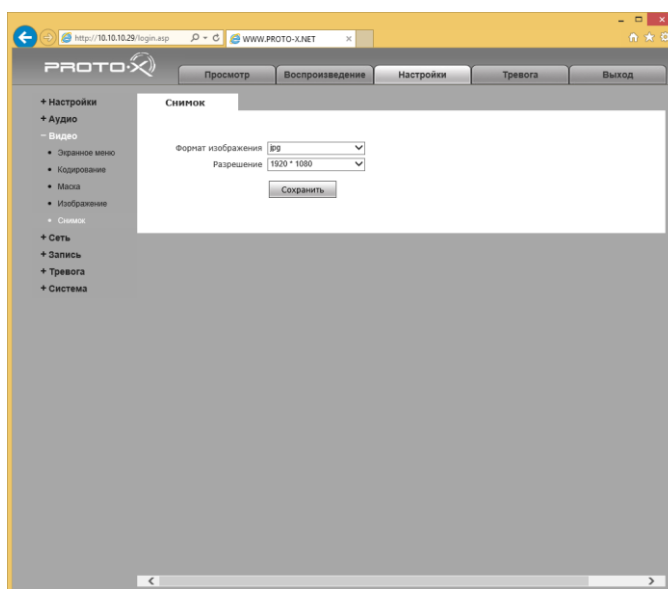 http://10.10.10.29/login.asp
WWW.PROTO-X.NET
PROTO-X
Просмотр
Воспроизведение
Настройки
Тревога
Выход
+ Настройки
+ Аудио
− Видео
• Экранное меню
• Кодирование
• Маска
• Изображение
• Снимок
+ Сеть
+ Запись
+ Тревога
+ Система
Снимок
Формат изображения jpg
Разрешение 1920 * 1080
Сохранить